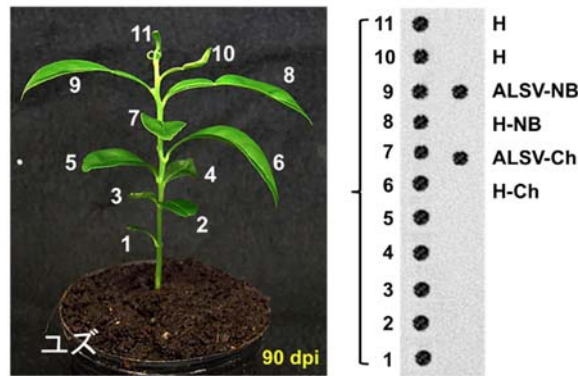 11
10
9
8
7
6
5
4
3
2
1
ユズ
90 dpi
11 H
10 H
9 ALSV-NB
8 H-NB
7 ALSV-Ch
6 H-Ch
5
4
3
2
1